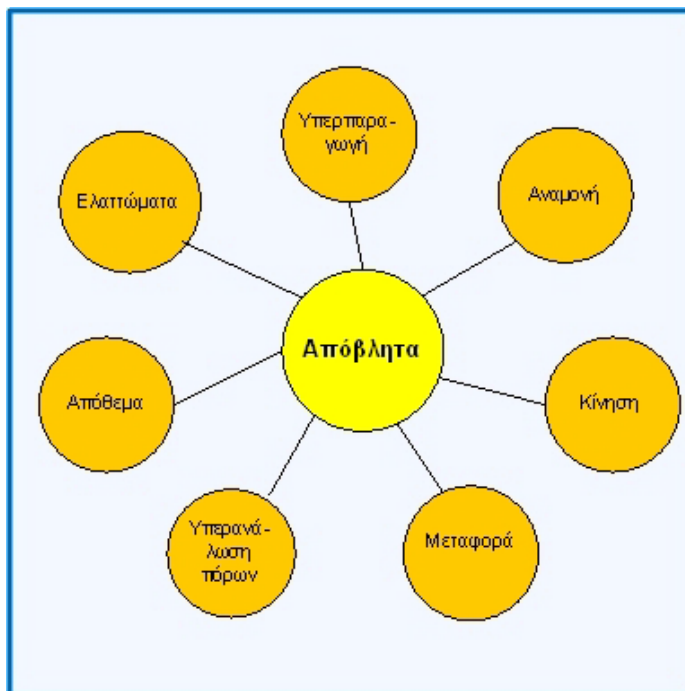 Υπερπαρα-
γωγή
Ελαττώματα
Αναμονή
Απόβλητα
Απόθεμα
Κίνηση
Υπερανά-
λωση
πόρων
Μεταφορά